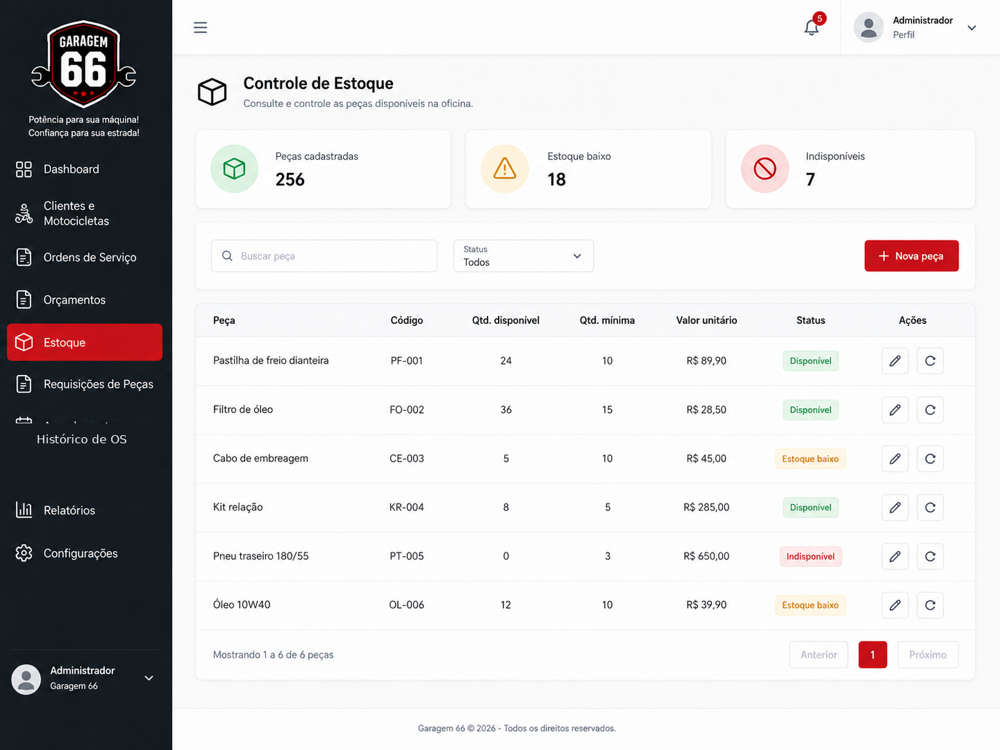 GARAGEM
66
Potência para sua máquina!
Confiança para sua estrada!
Dashboard
Clientes e
Motocicletas
Ordens de Serviço
Orçamentos
Estoque
Requisições de Peças
Histórico de OS
Relatórios
Configurações
Administrador
Garagem 66
5
Administrador
Perfil
Controle de Estoque
Consulte e controle as peças disponíveis na oficina.
Peças cadastradas
256
Estoque baixo
18
Indisponíveis
7
Buscar peça
Status
Todos
Nova peça
Peça Código Qtd. disponível Qtd. mínima Valor unitário Status Ações
Pastilha de freio dianteira PF-001 24 10 R$ 89,90 Disponível
Filtro de óleo FO-002 36 15 R$ 28,50 Disponível
Cabo de embreagem CE-003 5 10 R$ 45,00 Estoque baixo
Kit relação KR-004 8 5 R$ 285,00 Disponível
Pneu traseiro 180/55 PT-005 0 3 R$ 650,00 Indisponível
Óleo 10W40 OL-006 12 10 R$ 39,90 Estoque baixo
Mostrando 1 a 6 de 6 peças
Anterior 1 Próximo
Garagem 66 © 2026 - Todos os direitos reservados.